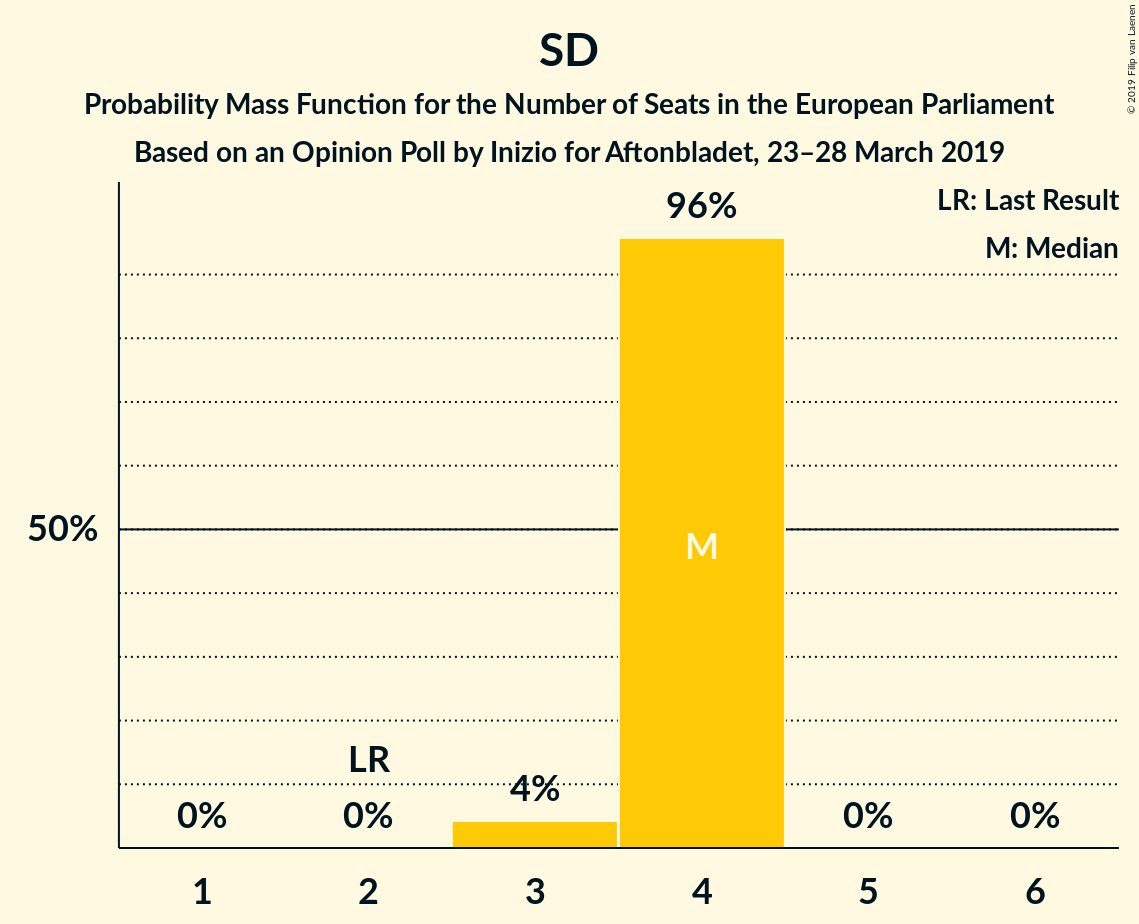 SD
Probability Mass Function for the Number of Seats in the European Parliament
Based on an Opinion Poll by Inizio for Aftonbladet, 23–28 March 2019
© 2019 Filip van Laenen
LR: Last Result
M: Median
96%
50%
M
LR
0%
0%
4%
0%
0%
1
2
3
4
5
6